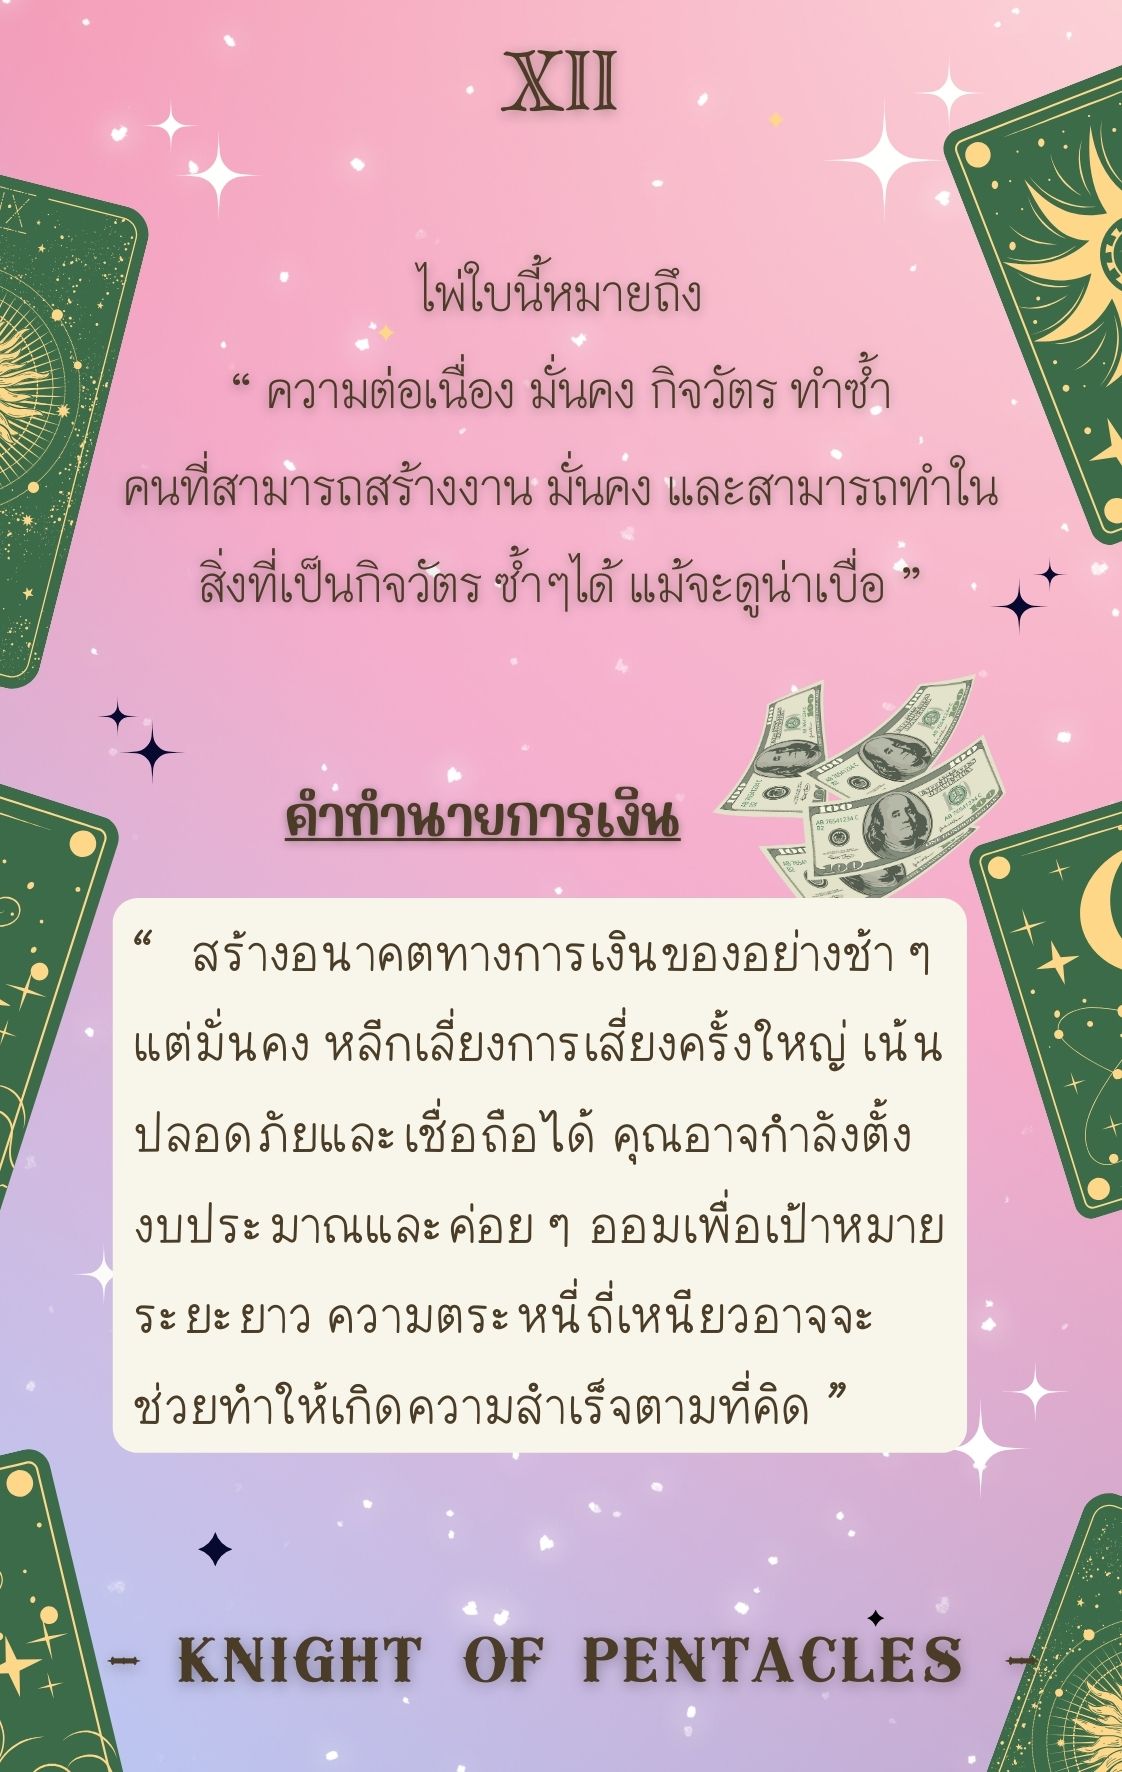 XII
ไพ่ใบนี้หมายถึง
“ ความต่อเนื่อง มั่นคง กิจวัตร ทำซ้ำ
คนที่สามารถสร้างงาน มั่นคง และสามารถทำใน
สิ่งที่เป็นกิจวัตร ซ้ำๆได้ แม้จะดูน่าเบื่อ ”
คำทำนายการเงิน
“ สร้างอนาคตทางการเงินของอย่างช้า ๆ
แต่มั่นคง หลีกเลี่ยงการเสี่ยงครั้งใหญ่ เน้น
ปลอดภัยและเชื่อถือได้ คุณอาจกำลังตั้ง
งบประมาณและค่อย ๆ ออมเพื่อเป้าหมาย
ระยะยาว ความตระหนี่ถี่เหนียวอาจจะ
ช่วยทำให้เกิดความสำเร็จตามที่คิด ”
- KNIGHT OF PENTACLES -